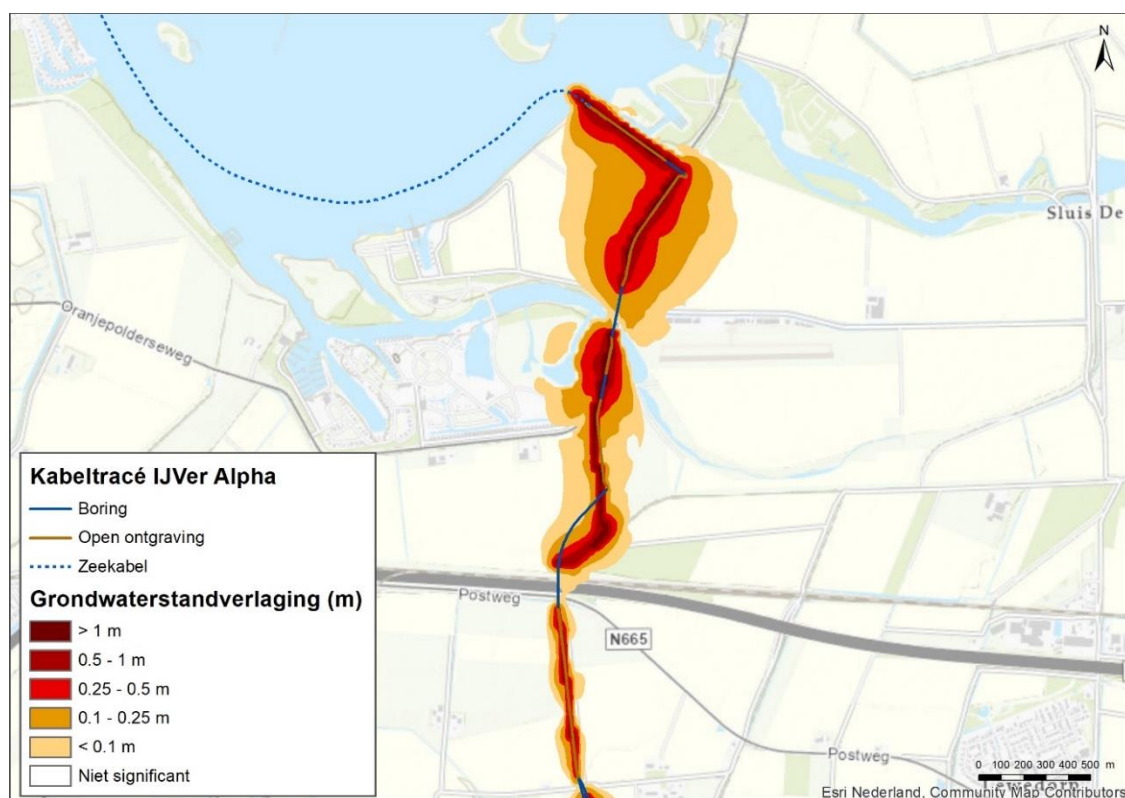 N
Sluis De
Oranjepolderseweg
Postweg
N665
Postweg
Lewedorp
Kabeltracé IJVer Alpha
Boring
Open ontgraving
Zeekabel
Grondwaterstandverlaging (m)
> 1 m
0.5 - 1 m
0.25 - 0.5 m
0.1 - 0.25 m
< 0.1 m
Niet significant
0 100 200 300 400 500 m
Esri Nederland, Community Map Contributors